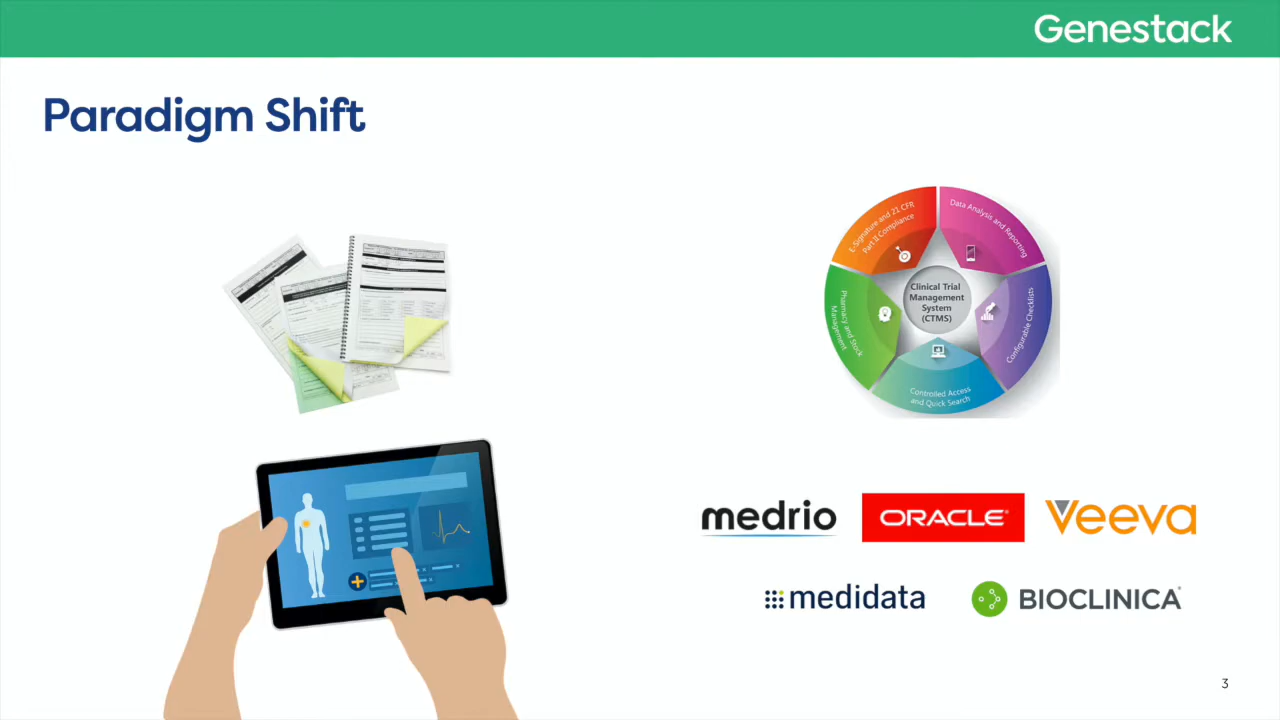 Genestack
Paradigm Shift
E-Signature and 21 CFR
Part II Compliance
Data Analysis and Reporting
Clinical Trial
Management
System
(CTMS)
Pharmacy and Stock
Management
Configurable Checklists
Controlled Access
and Quick Search
medrio
ORACLE®
Veeva
medidata
BIOCLINICA®
3